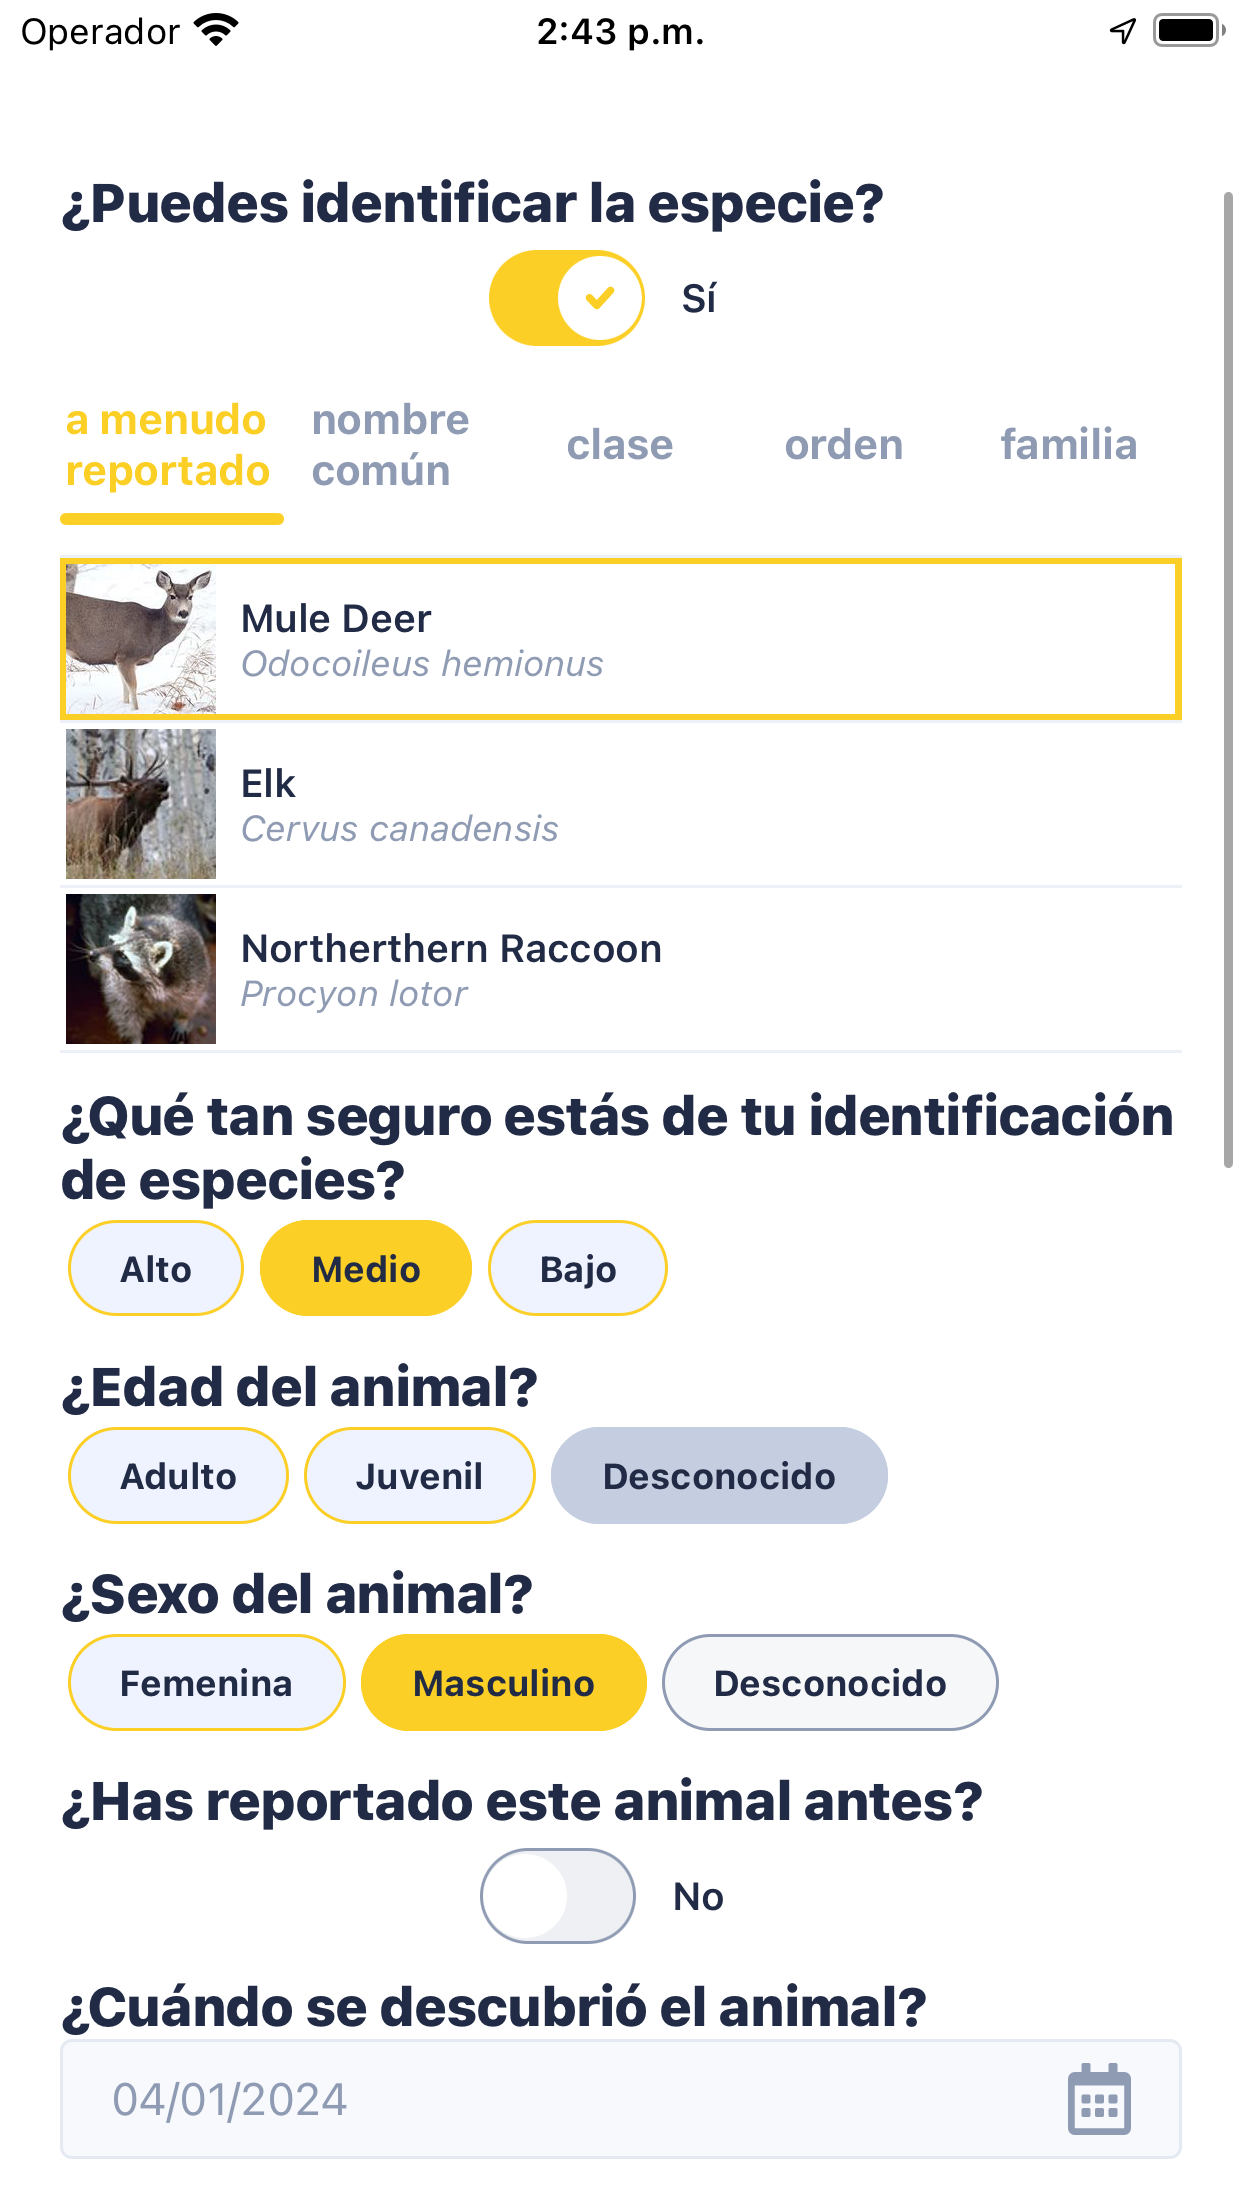 Operador
2:43 p.m.
¿Puedes identificar la especie?
Sí
a menudo
reportado
nombre
común
clase
orden
familia
Mule Deer
Odocoileus hemionus
Elk
Cervus canadensis
Northerthern Raccoon
Procyon lotor
¿Qué tan seguro estás de tu identificación
de especies?
Alto
Medio
Bajo
¿Edad del animal?
Adulto
Juvenil
Desconocido
¿Sexo del animal?
Femenina
Masculino
Desconocido
¿Has reportado este animal antes?
No
¿Cuándo se descubrió el animal?
04/01/2024